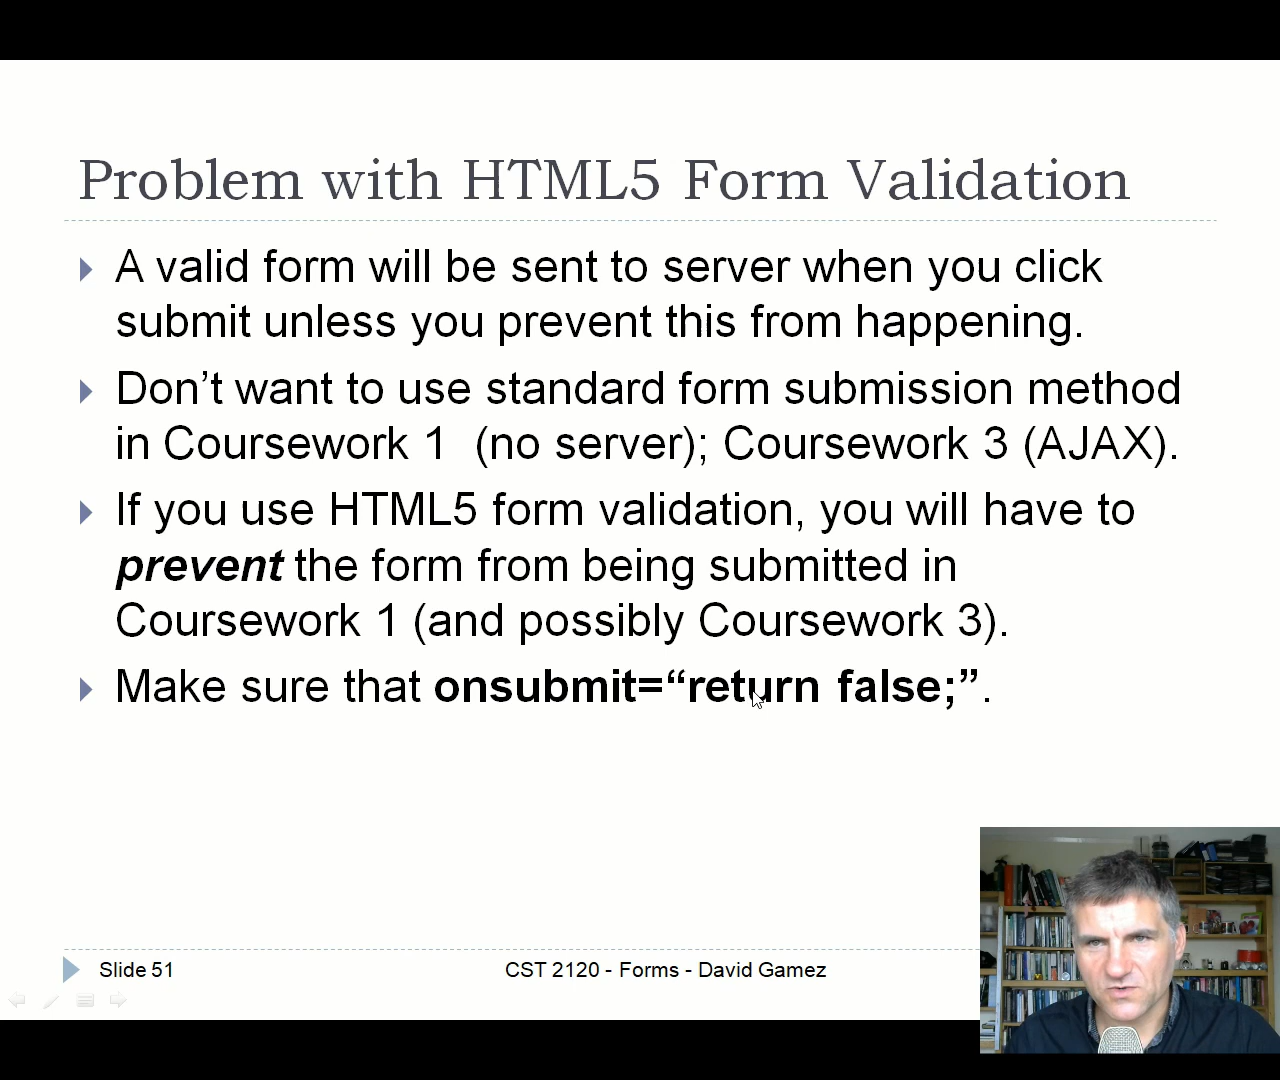 Problem with HTML5 Form Validation
A valid form will be sent to server when you click
submit unless you prevent this from happening.
Don’t want to use standard form submission method
in Coursework 1  (no server); Coursework 3 (AJAX).
If you use HTML5 form validation, you will have to
prevent the form from being submitted in
Coursework 1 (and possibly Coursework 3).
Make sure that onsubmit=“return false;”.
Slide 51
CST 2120 - Forms - David Gamez